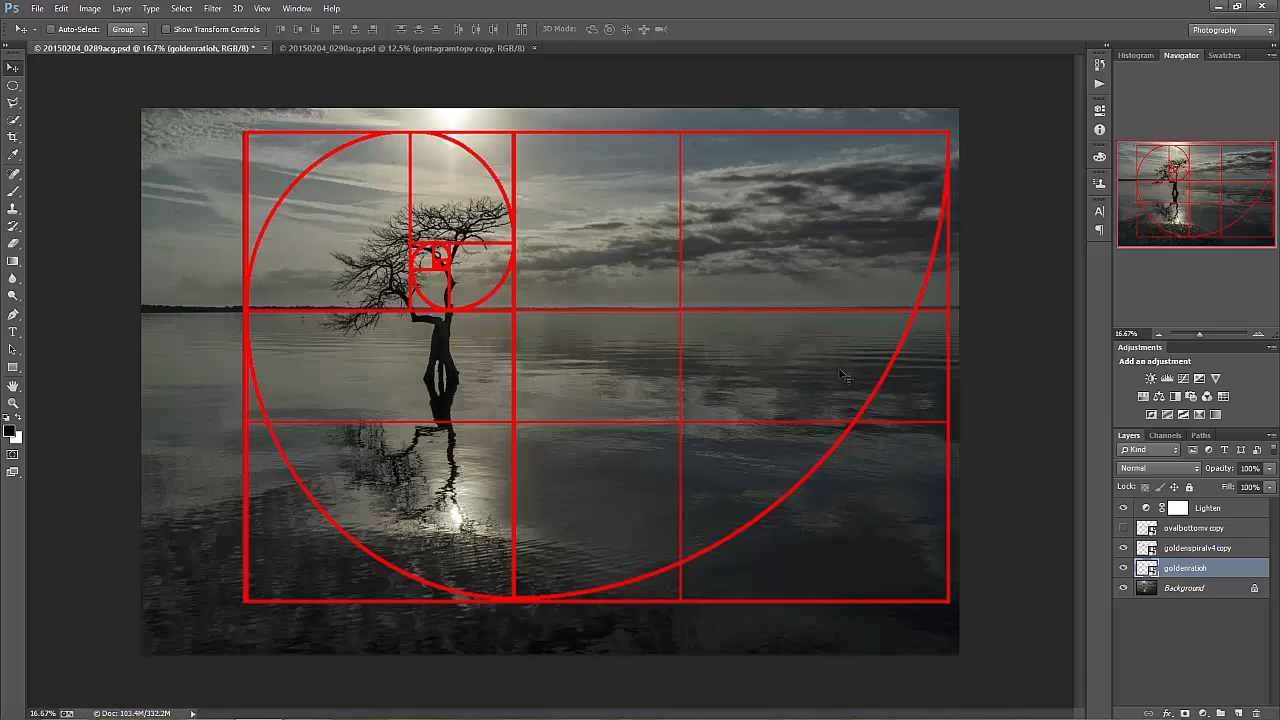 Ps File Edit Image Layer Type Select Filter 3D View Window Help
Auto-Select: Group Show Transform Controls 3D Mode: Photography
© 20150204_0289acg.psd @ 16.7% (goldenratioh, RGB/8) * × © 20150204_0290acg.psd @ 12.5% (pentagramtopv copy, RGB/8) ×
Histogram Navigator Swatches
16.67%
Adjustments
Add an adjustment
Layers Channels Paths
Kind
Normal Opacity: 100%
Lock: Fill: 100%
Lighten
ovalbottomv copy
goldenspiralv4 copy
goldenratioh
Background
16.67% © Doc: 103.4M/332.2M